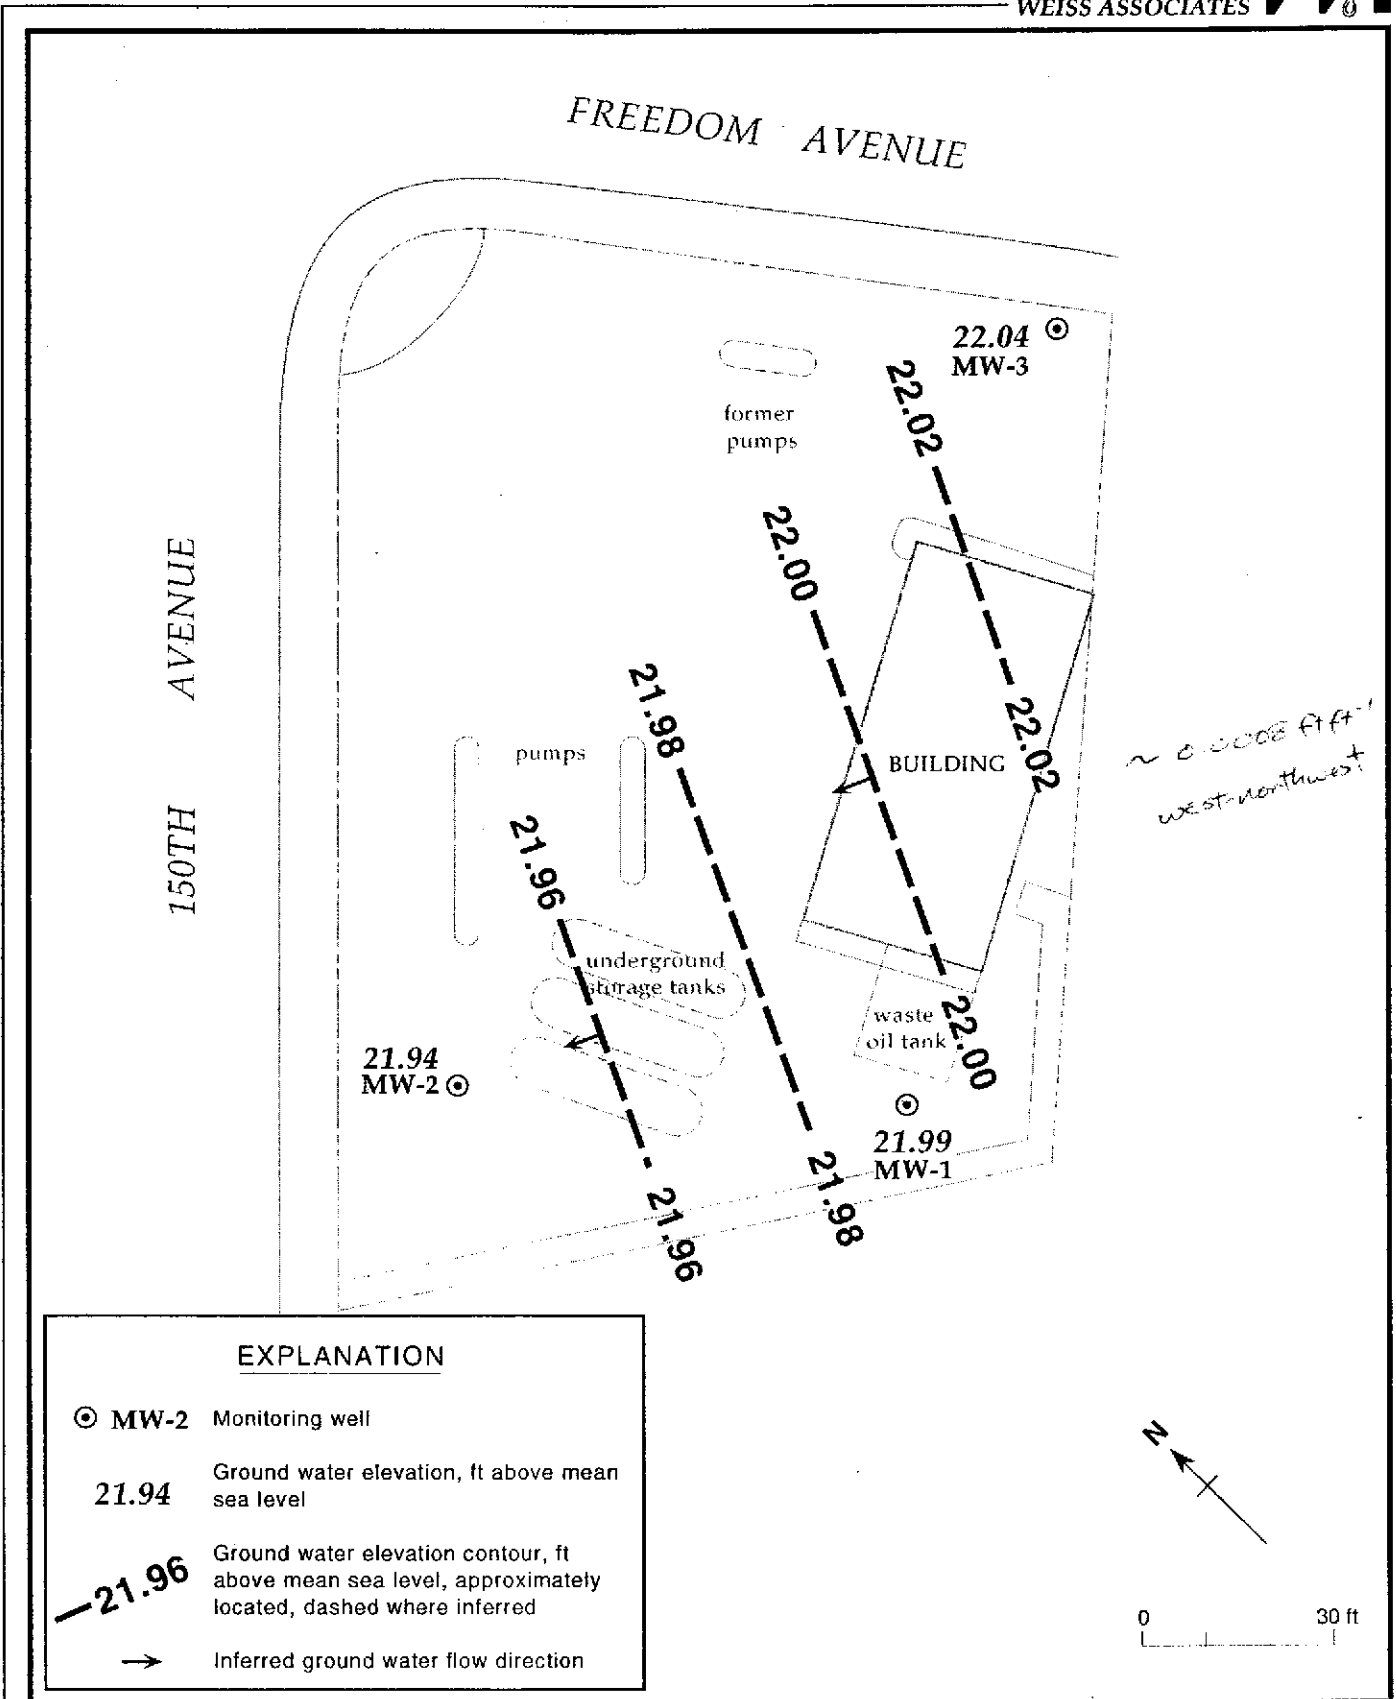 WEISS ASSOCIATES
FREEDOM AVENUE
22.04
MW-3
22.02
former
pumps
22.00
150TH AVENUE
21.98
22.02
pumps
BUILDING
west-northwest
21.96
underground
storage tanks
waste
oil tank
22.00
21.94
MW-2
21.99
MW-1
21.98
21.96
EXPLANATION
MW-2 Monitoring well
21.94 Ground water elevation, ft above mean
sea level
21.96 Ground water elevation contour, ft
above mean sea level, approximately
located, dashed where inferred
Inferred ground water flow direction
N
0 30 ft